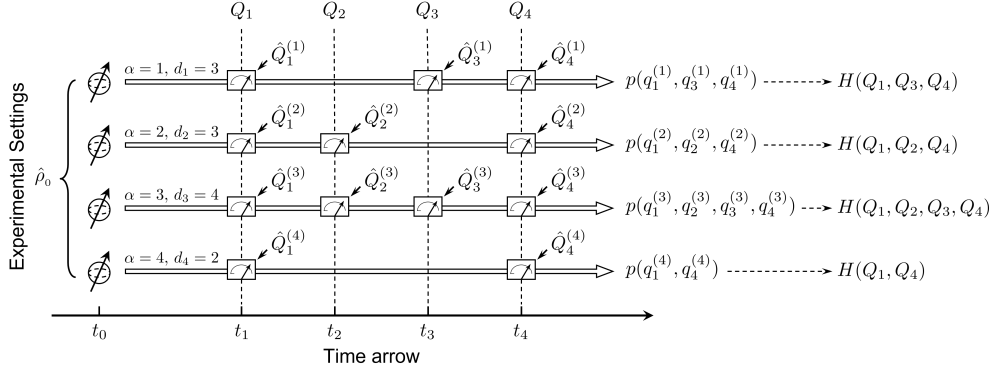 Q₁ Q₂ Q₃ Q₄
α = 1, d₁ = 3 Q̂₁⁽¹⁾ Q̂₃⁽¹⁾ Q̂₄⁽¹⁾ p(q₁⁽¹⁾, q₃⁽¹⁾, q₄⁽¹⁾) H(Q₁, Q₃, Q₄)
α = 2, d₂ = 3 Q̂₁⁽²⁾ Q̂₂⁽²⁾ Q̂₄⁽²⁾ p(q₁⁽²⁾, q₂⁽²⁾, q₄⁽²⁾) H(Q₁, Q₂, Q₄)
Experimental Settings
ρ̂₀
α = 3, d₃ = 4 Q̂₁⁽³⁾ Q̂₂⁽³⁾ Q̂₃⁽³⁾ Q̂₄⁽³⁾ p(q₁⁽³⁾, q₂⁽³⁾, q₃⁽³⁾, q₄⁽³⁾) H(Q₁, Q₂, Q₃, Q₄)
α = 4, d₄ = 2 Q̂₁⁽⁴⁾ Q̂₄⁽⁴⁾ p(q₁⁽⁴⁾, q₄⁽⁴⁾) H(Q₁, Q₄)
t₀ t₁ t₂ t₃ t₄
Time arrow